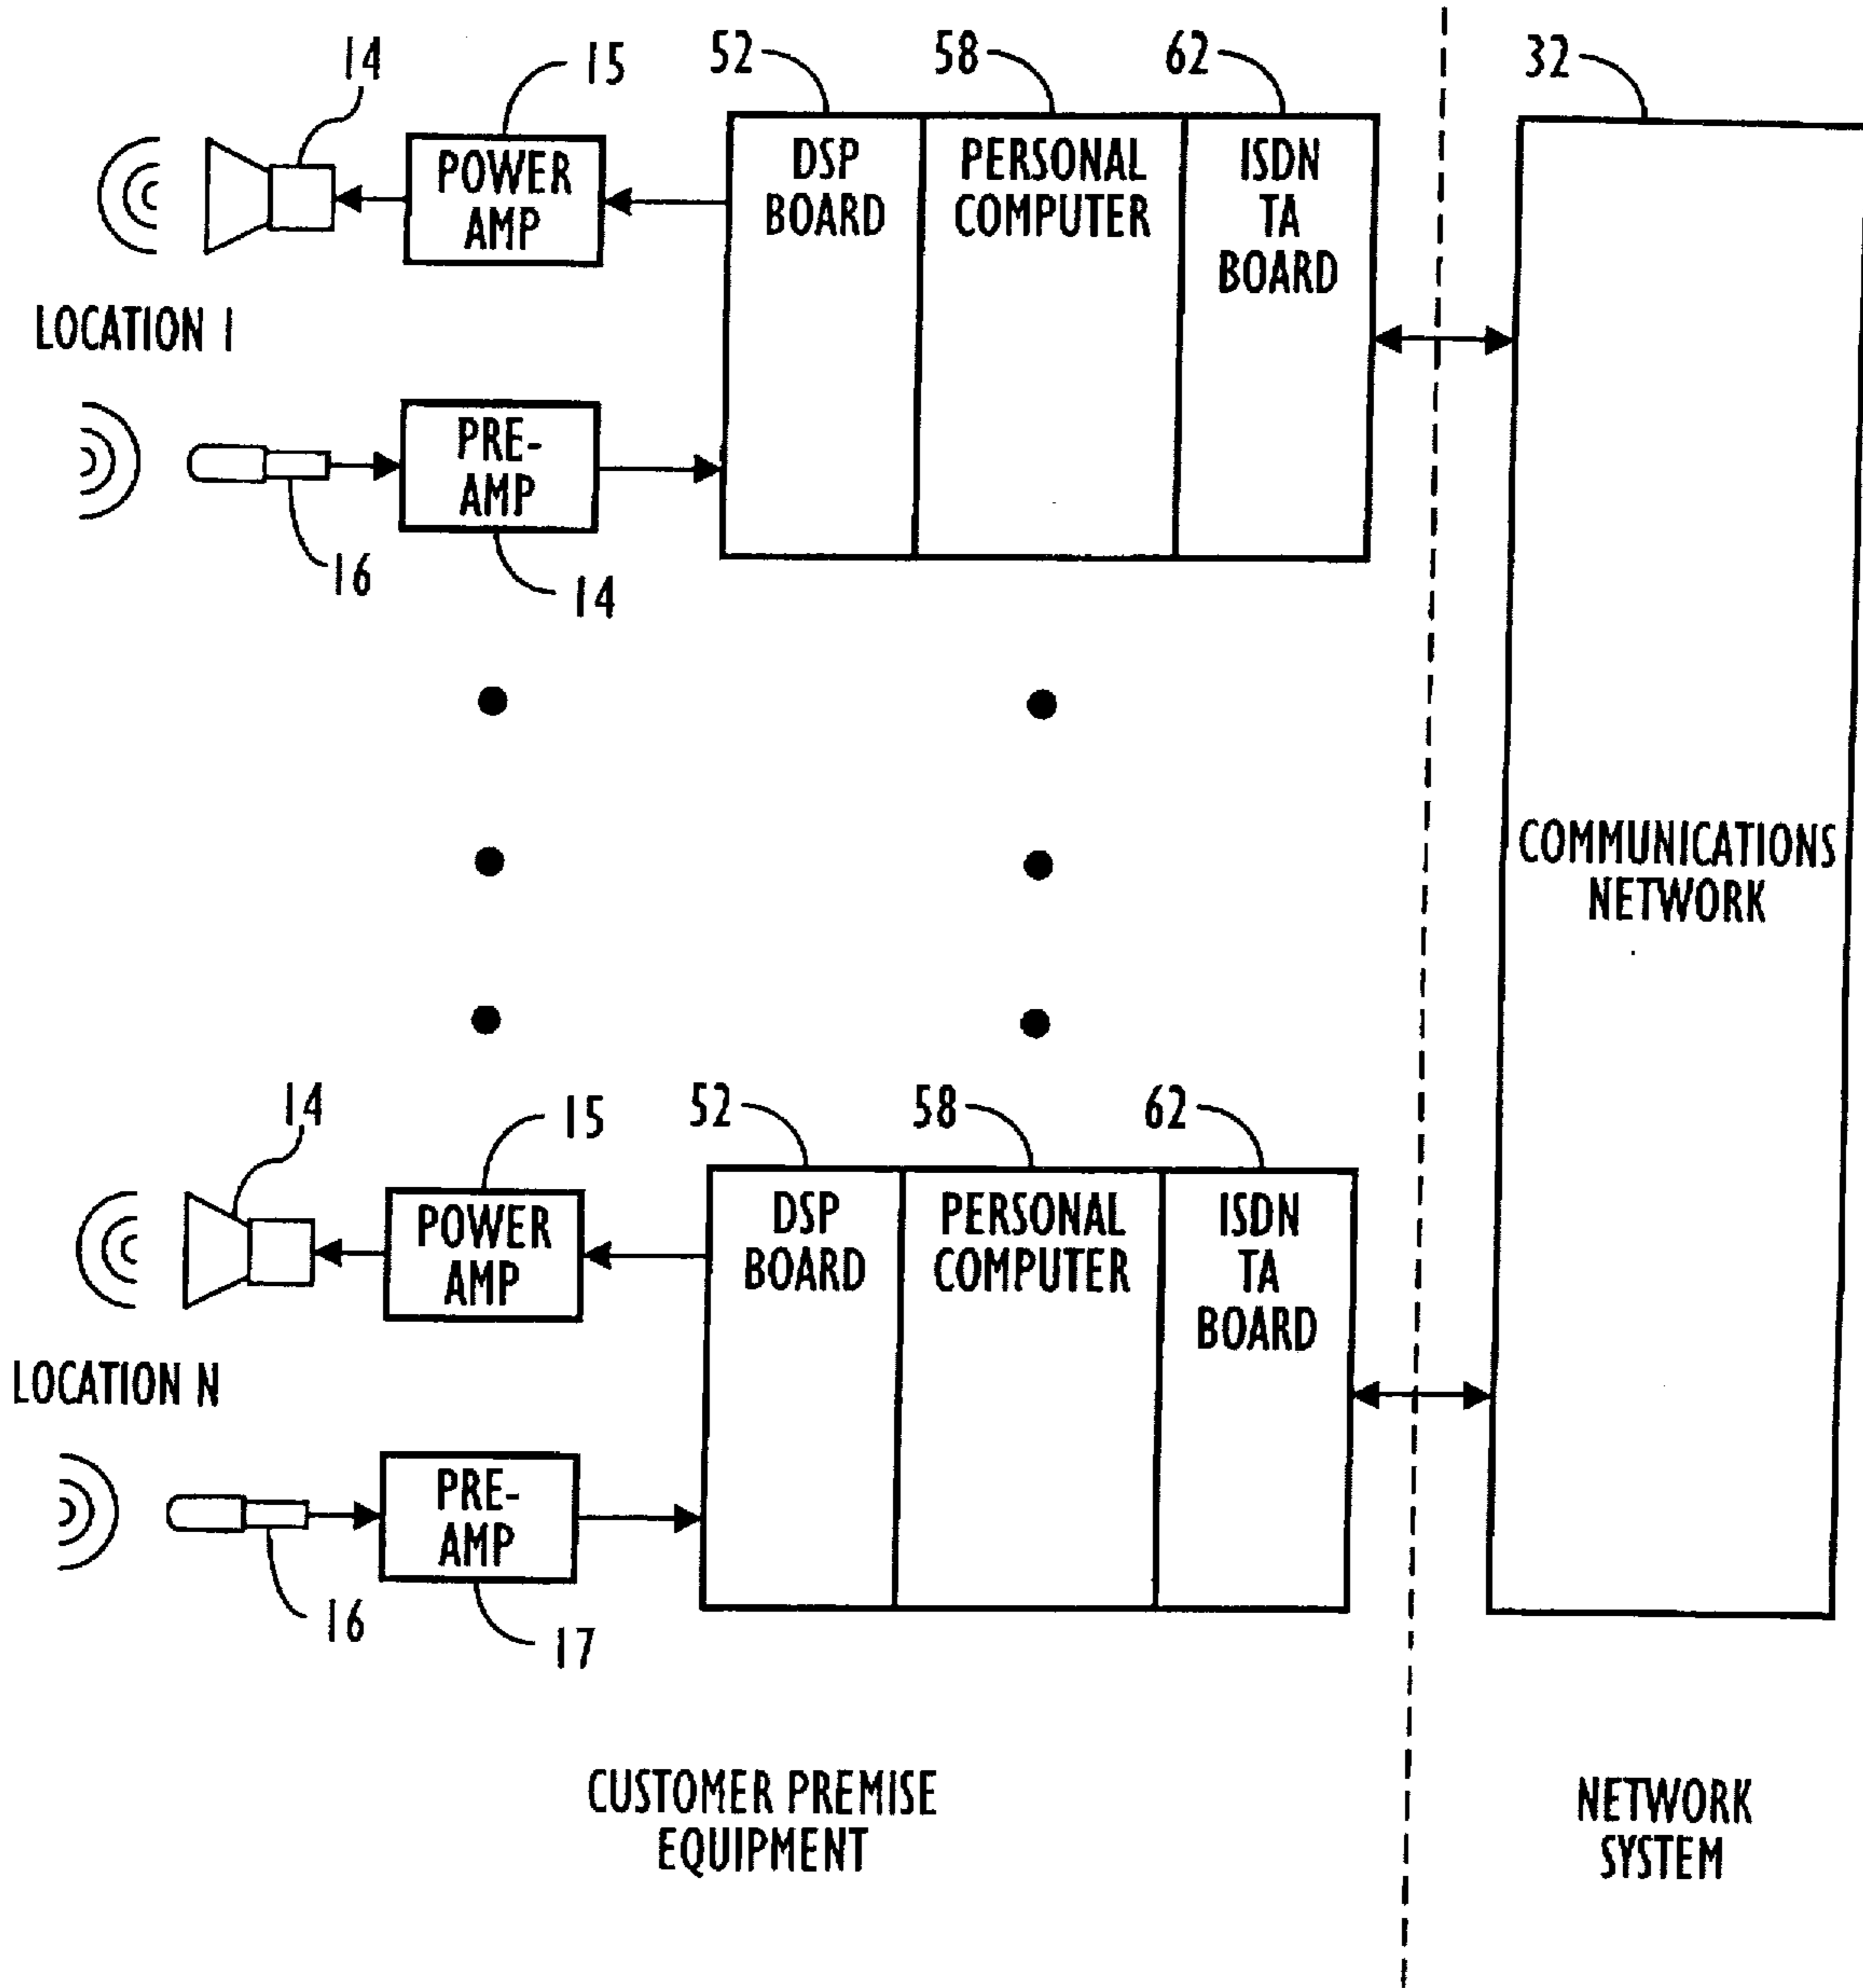 14
15
52
58
62
32
POWER
AMP
DSP
BOARD
PERSONAL
COMPUTER
ISDN
TA
BOARD
LOCATION 1
PRE-
AMP
16
14
COMMUNICATIONS
NETWORK
14
15
52
58
62
POWER
AMP
DSP
BOARD
PERSONAL
COMPUTER
ISDN
TA
BOARD
LOCATION N
PRE-
AMP
16
17
CUSTOMER PREMISE
EQUIPMENT
NETWORK
SYSTEM